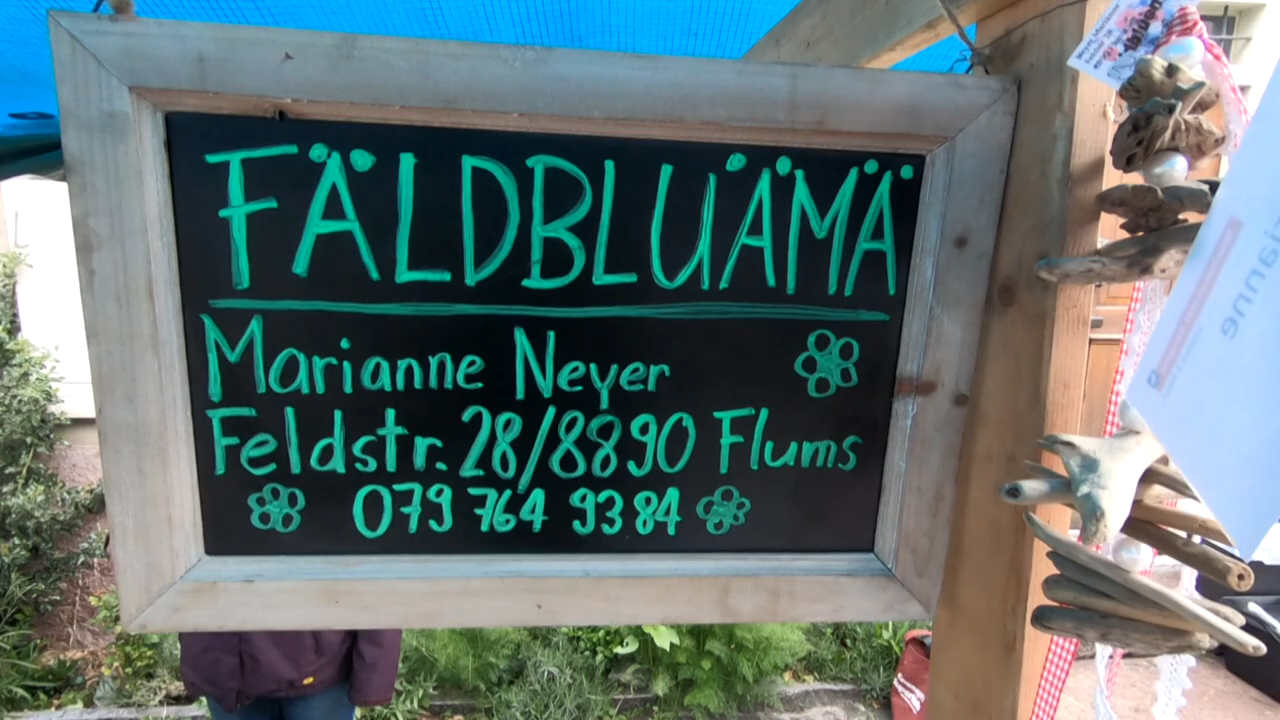 FÄLDBLUÄMÄ
Marianne Neyer
Feldstr. 28/8890 Flums
079 764 93 84